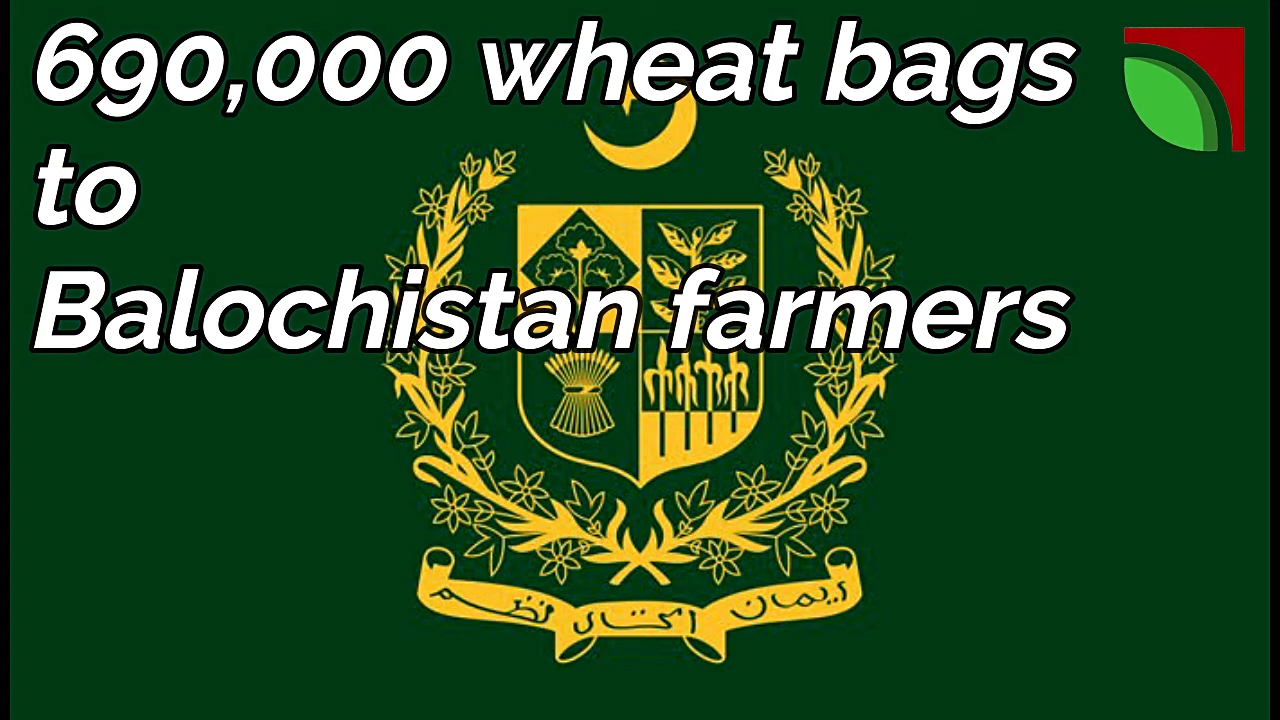 690,000 wheat bags
to
Balochistan farmers
ایمان اتحاد نظم